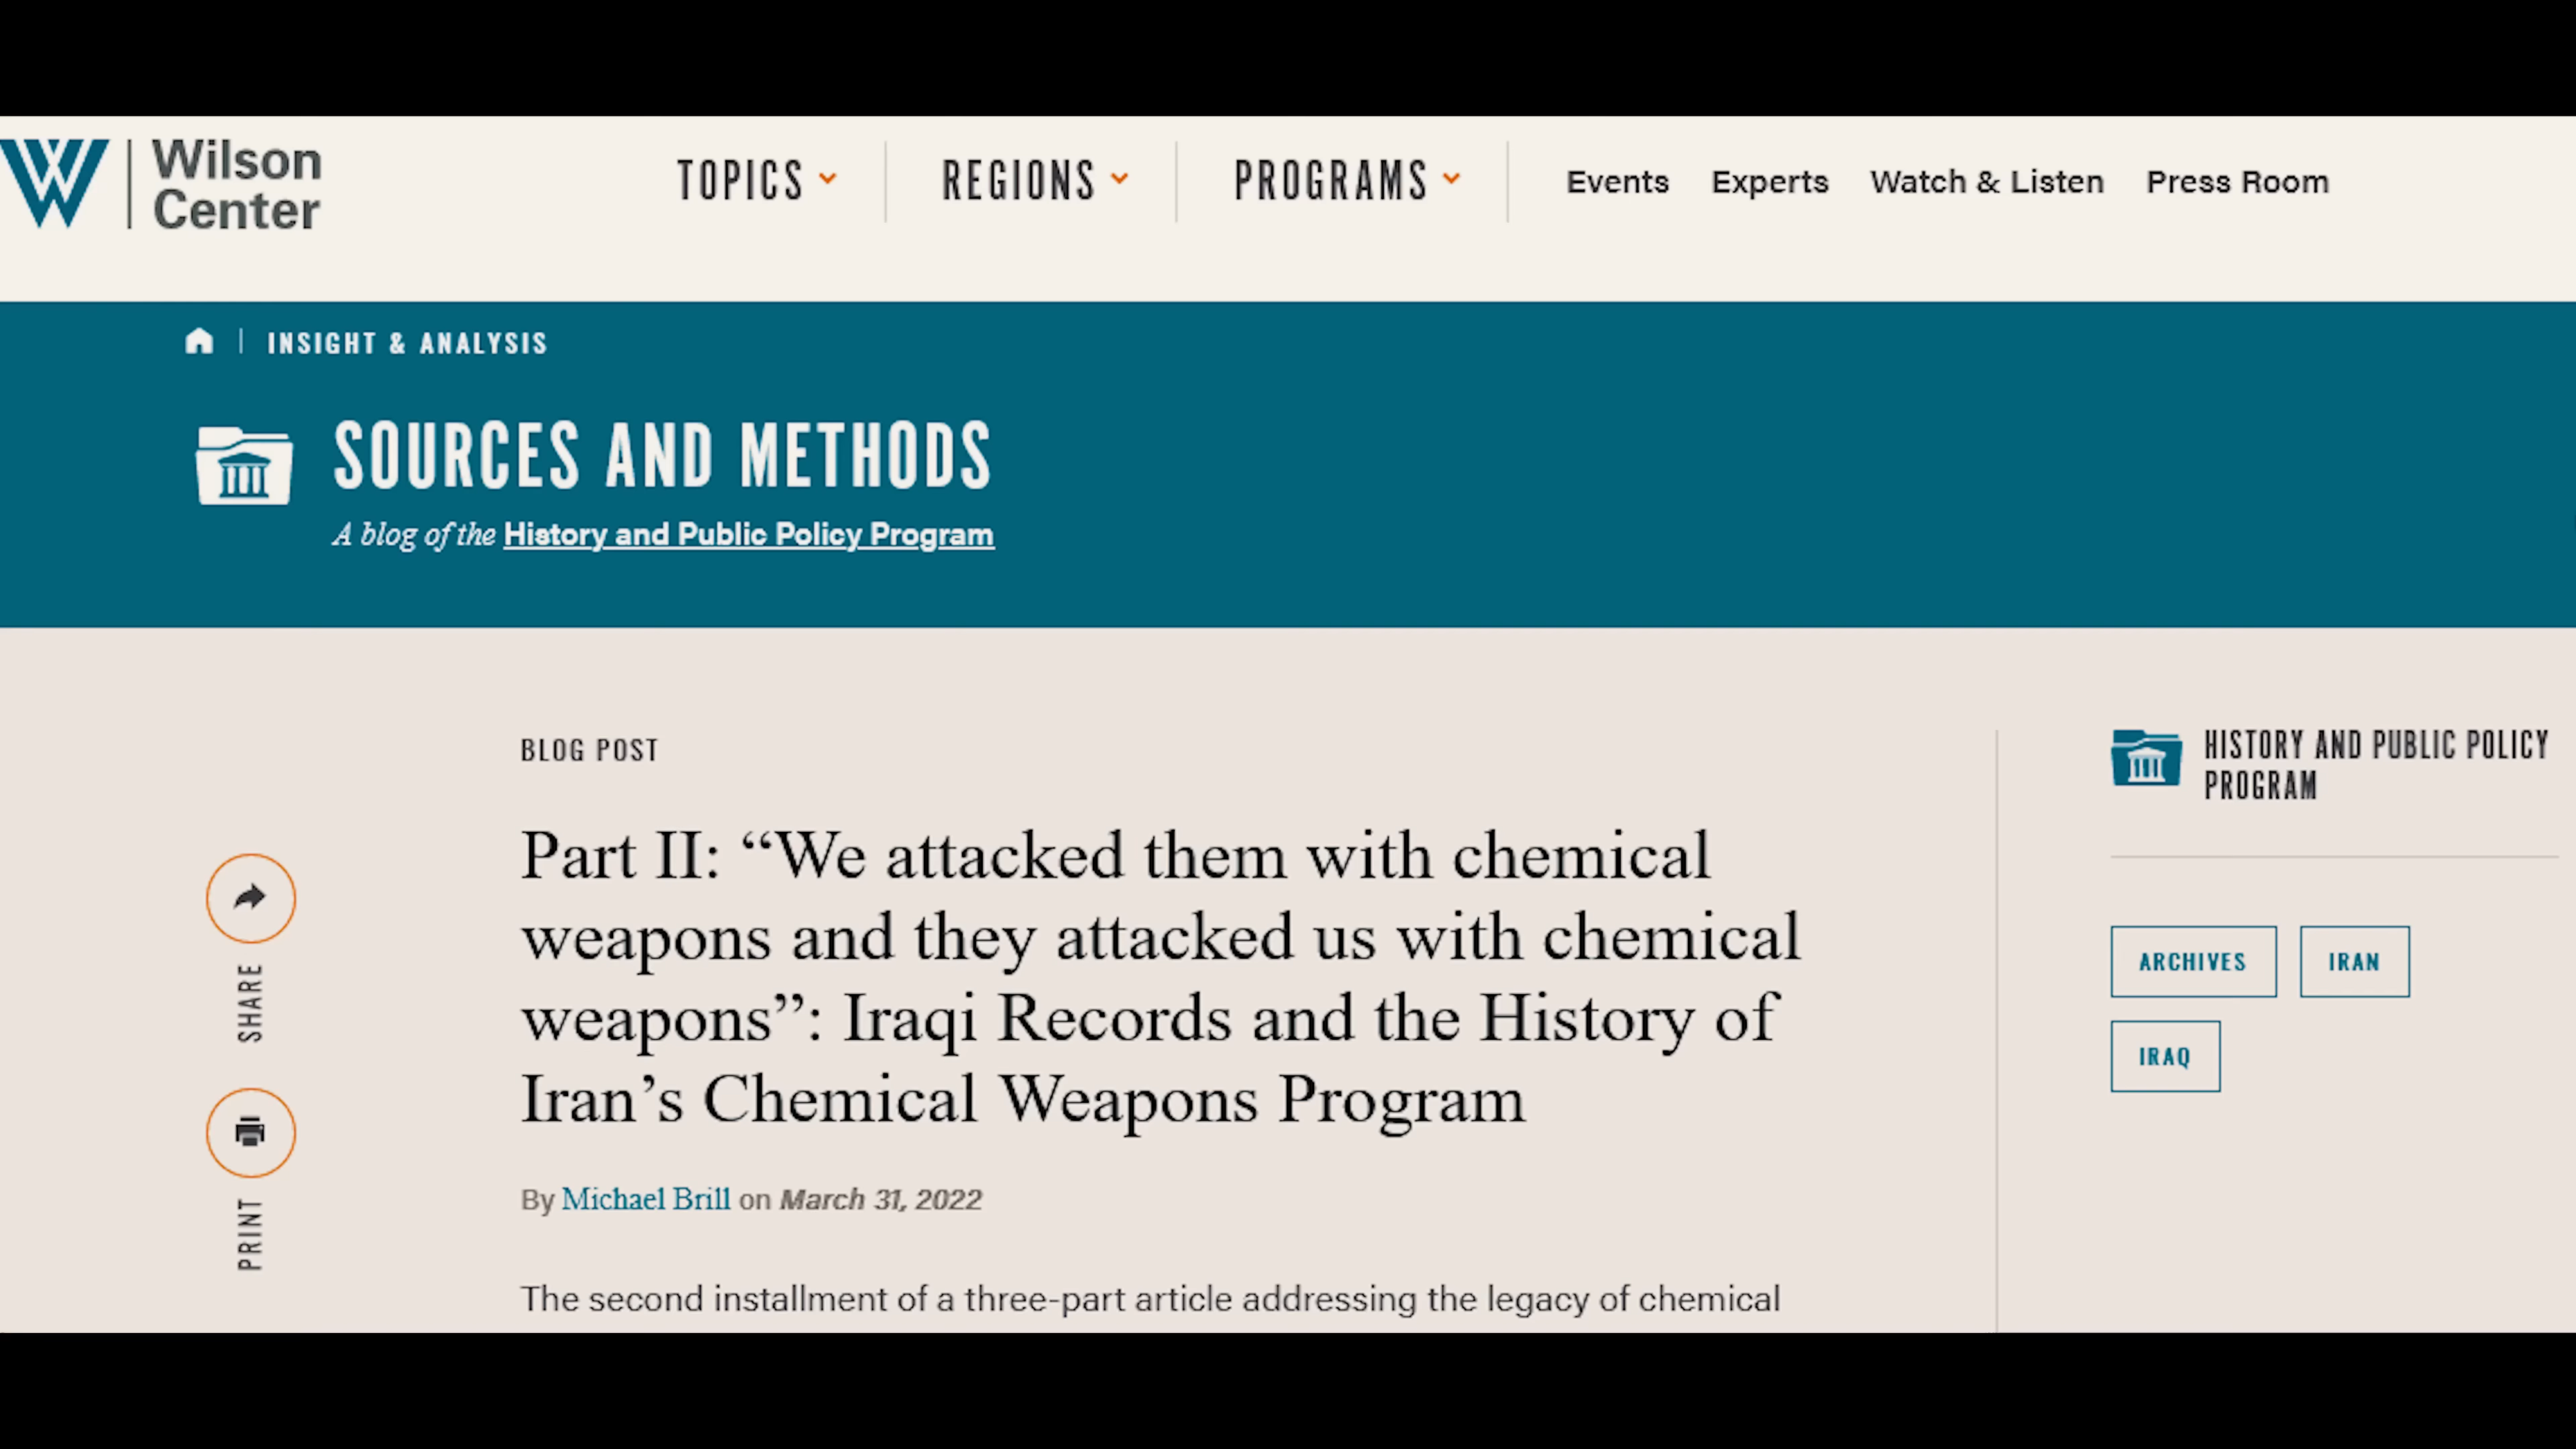 Wilson
Center
TOPICS
REGIONS
PROGRAMS
Events
Experts
Watch & Listen
Press Room
INSIGHT & ANALYSIS
SOURCES AND METHODS
A blog of the History and Public Policy Program
SHARE
PRINT
BLOG POST
Part II: “We attacked them with chemical
weapons and they attacked us with chemical
weapons”: Iraqi Records and the History of
Iran’s Chemical Weapons Program
By Michael Brill on March 31, 2022
The second installment of a three-part article addressing the legacy of chemical
HISTORY AND PUBLIC POLICY
PROGRAM
ARCHIVES
IRAN
IRAQ